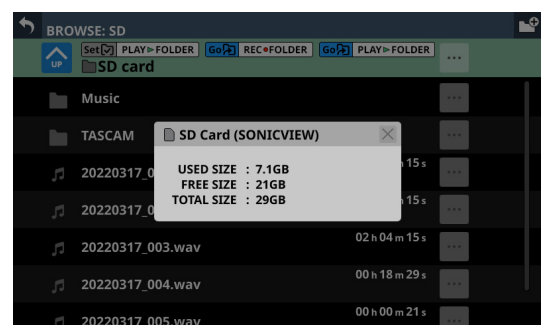 BROWSE: SD
Set PLAY▶FOLDER Go REC●FOLDER Go PLAY▶FOLDER
UP
SD card
...
Music
...
TASCAM
...
SD Card (SONICVIEW)
20220317_0
15 s
...
USED SIZE : 7.1GB
FREE SIZE : 21GB
TOTAL SIZE : 29GB
20220317_0
15 s
...
20220317_003.wav
02 h 04 m 15 s
...
20220317_004.wav
00 h 18 m 29 s
...
20220317_005.wav
00 h 00 m 21 s